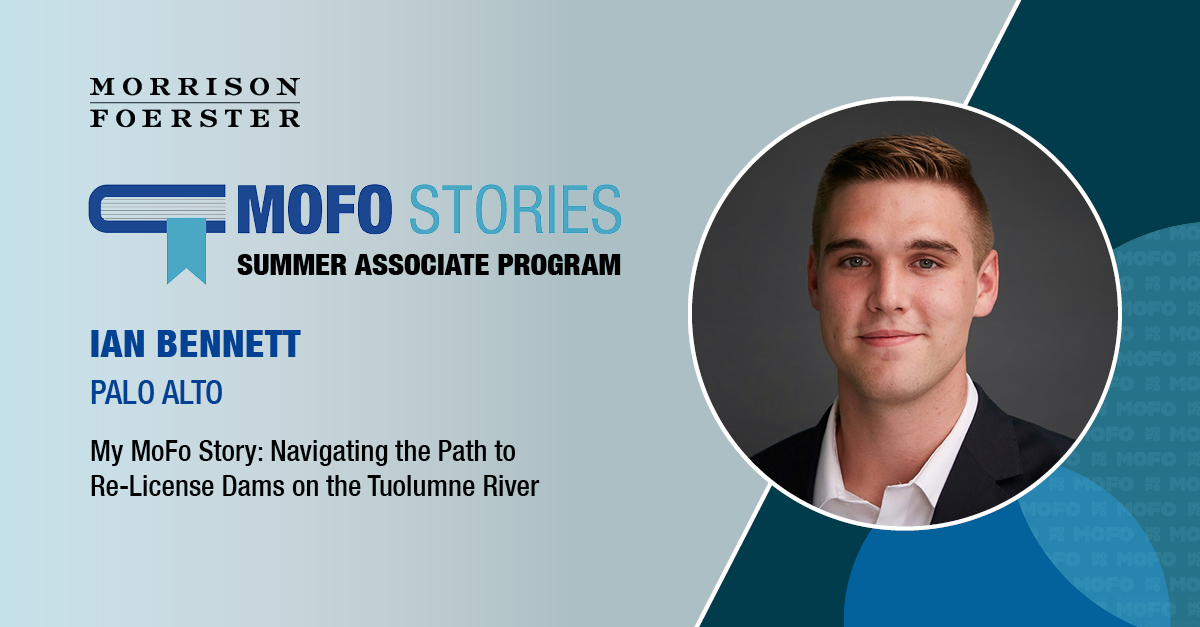 MORRISON
FOERSTER
MOFO STORIES
SUMMER ASSOCIATE PROGRAM
IAN BENNETT
PALO ALTO
My MoFo Story: Navigating the Path to
Re-License Dams on the Tuolumne River